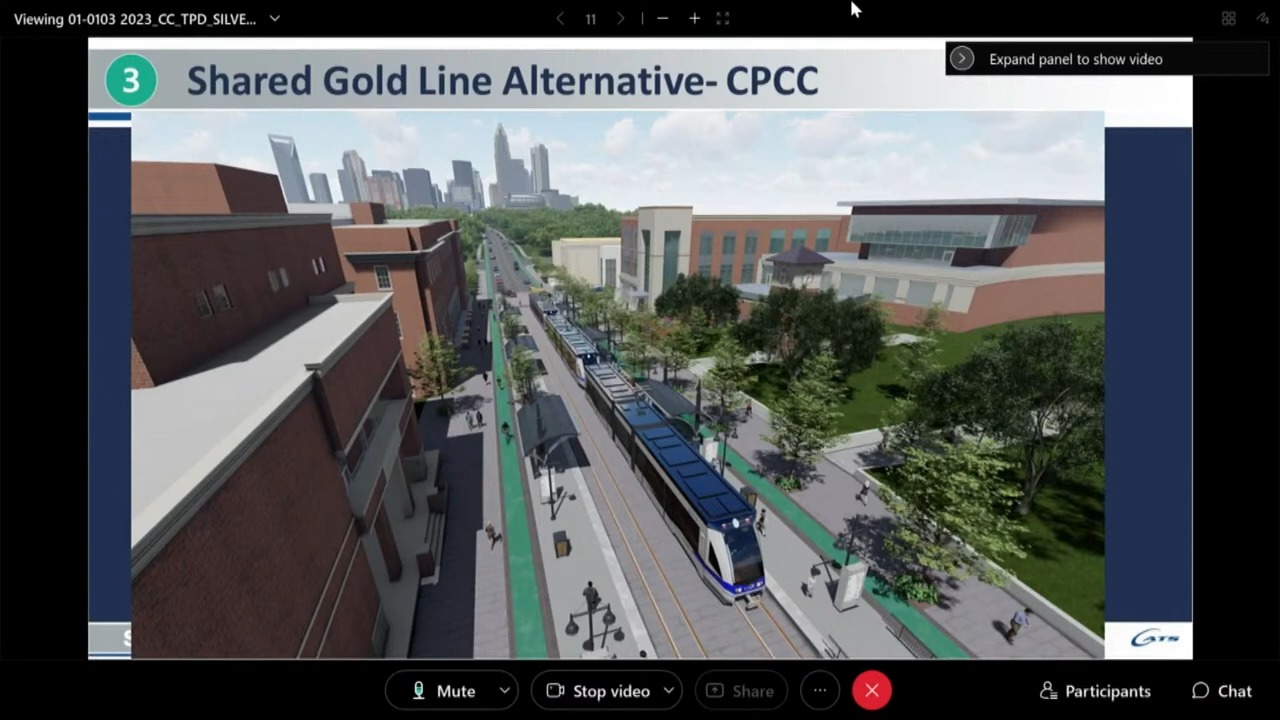 Viewing 01-0103 2023_CC_TPD_SILVE...
11
Expand panel to show video
3
Shared Gold Line Alternative- CPCC
S
CATS
Mute
Stop video
Share
Participants
Chat